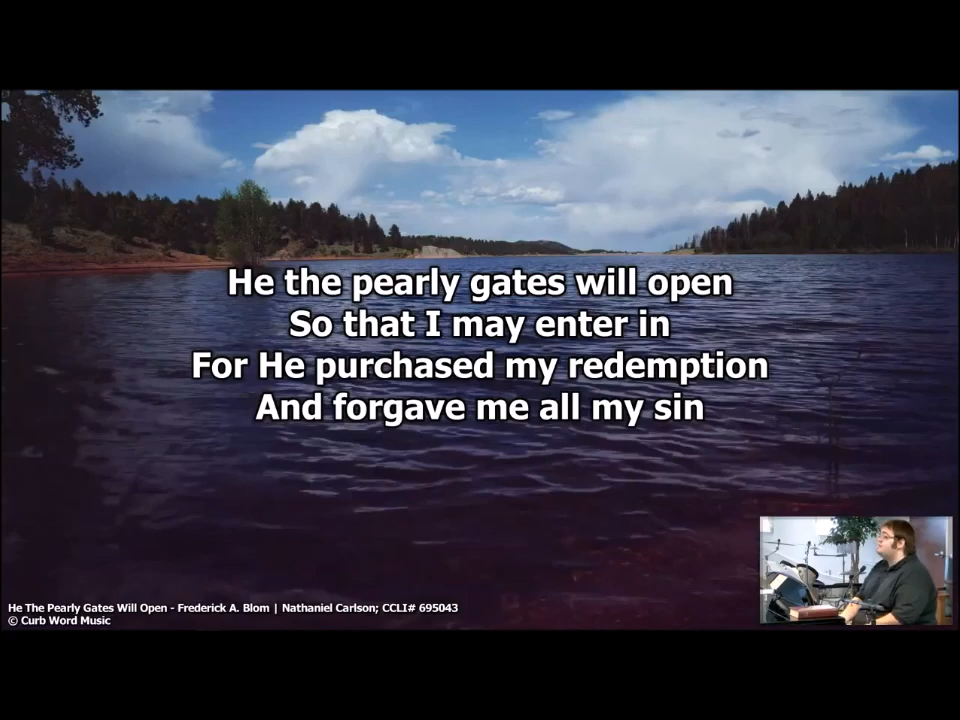 He the pearly gates will open
So that I may enter in
For He purchased my redemption
And forgave me all my sin
He The Pearly Gates Will Open - Frederick A. Blom | Nathaniel Carlson; CCLI# 695043
© Curb Word Music